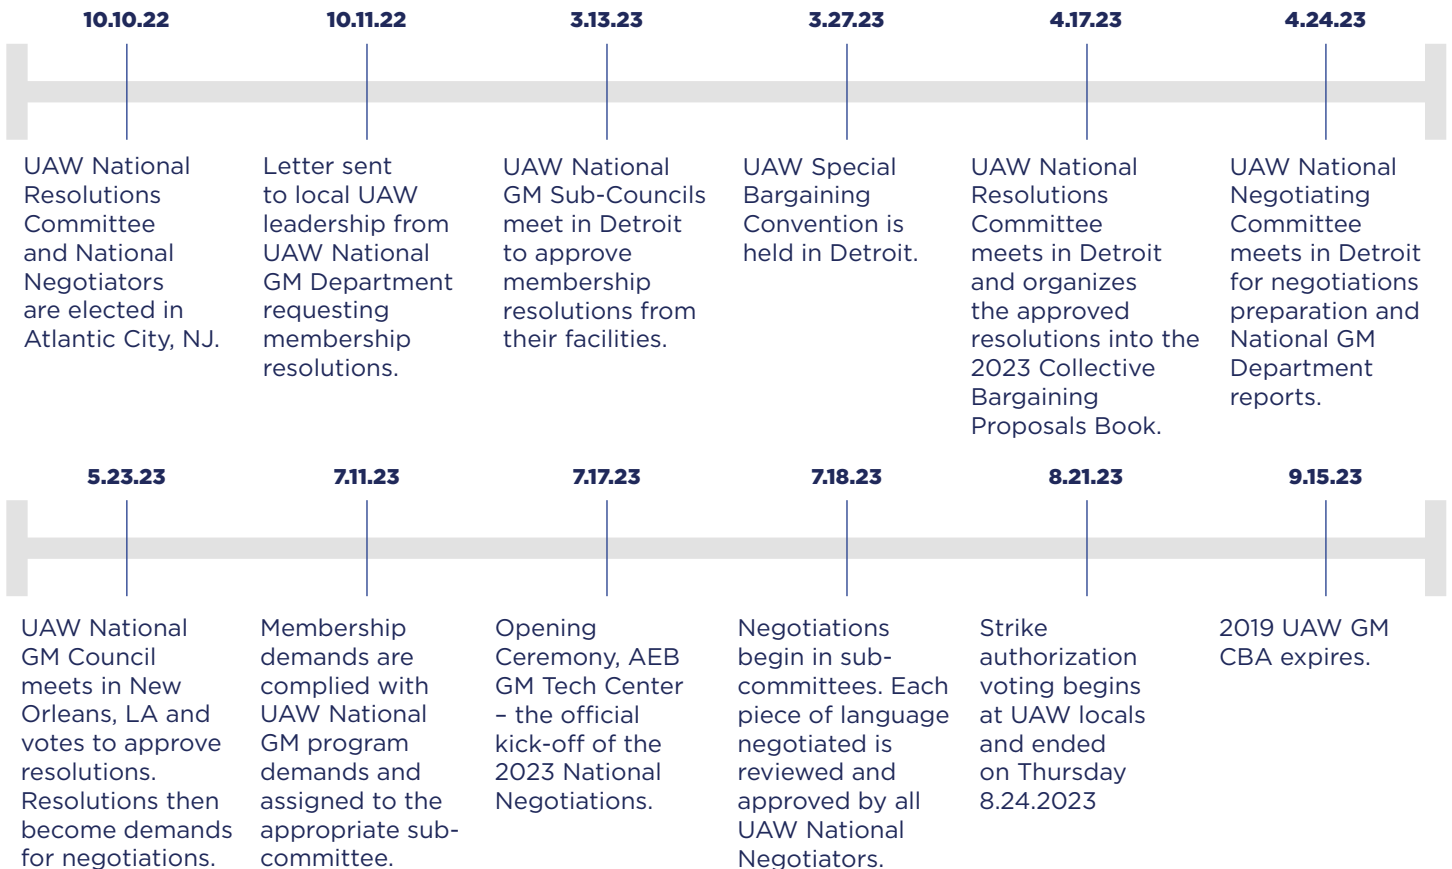 10.10.22
UAW National
Resolutions
Committee
and National
Negotiators
are elected in
Atlantic City, NJ.
10.11.22
Letter sent
to local UAW
leadership from
UAW National
GM Department
requesting
membership
resolutions.
3.13.23
UAW National
GM Sub-Councils
meet in Detroit
to approve
membership
resolutions from
their facilities.
3.27.23
UAW Special
Bargaining
Convention is
held in Detroit.
4.17.23
UAW National
Resolutions
Committee
meets in Detroit
and organizes
the approved
resolutions into the
2023 Collective
Bargaining
Proposals Book.
4.24.23
UAW National
Negotiating
Committee
meets in Detroit
for negotiations
preparation and
National GM
Department
reports.
5.23.23
UAW National
GM Council
meets in New
Orleans, LA and
votes to approve
resolutions.
Resolutions then
become demands
for negotiations.
7.11.23
Membership
demands are
complied with
UAW National
GM program
demands and
assigned to the
appropriate sub-
committee.
7.17.23
Opening
Ceremony, AEB
GM Tech Center
– the official
kick-off of the
2023 National
Negotiations.
7.18.23
Negotiations
begin in sub-
committees. Each
piece of language
negotiated is
reviewed and
approved by all
UAW National
Negotiators.
8.21.23
Strike
authorization
voting begins
at UAW locals
and ended
on Thursday
8.24.2023
9.15.23
2019 UAW GM
CBA expires.